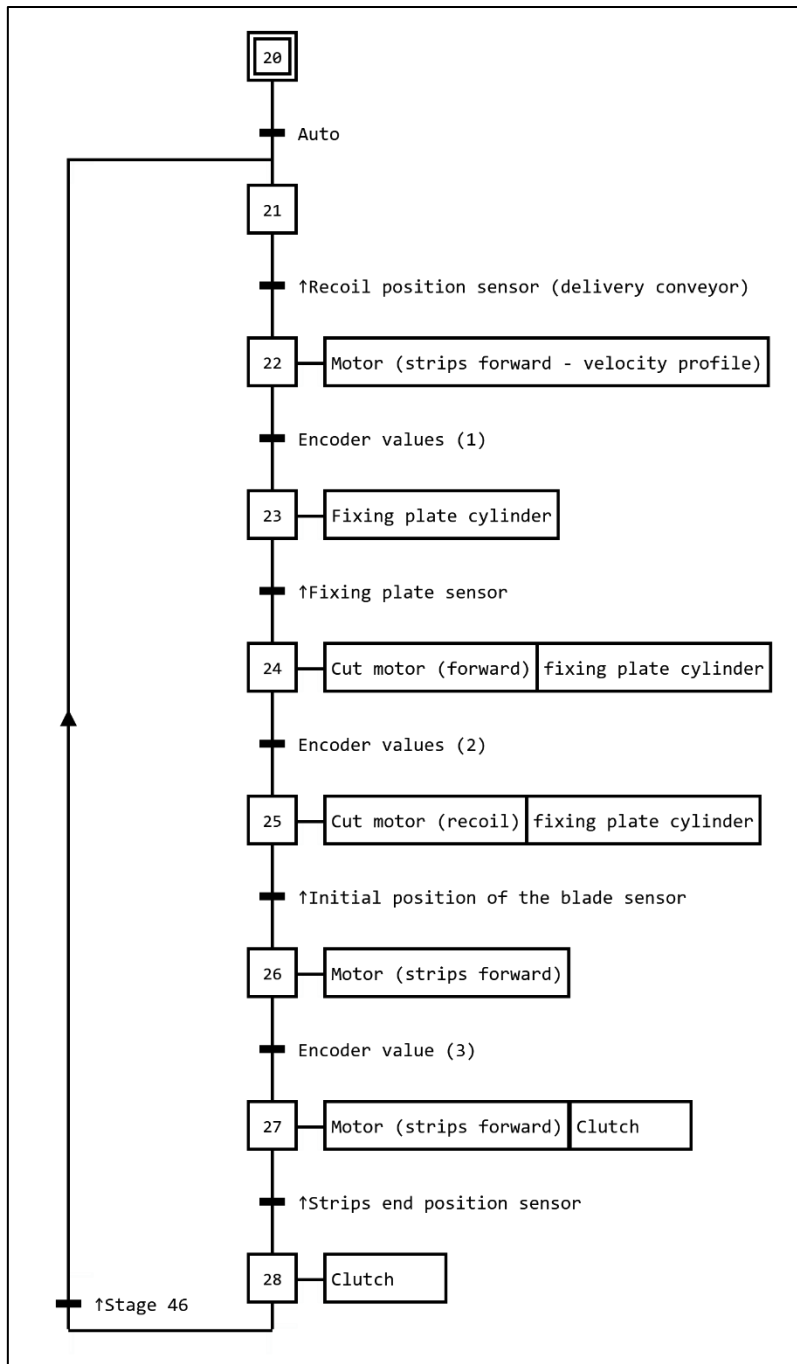 20
Auto
21
↑Recoil position sensor (delivery conveyor)
22 Motor (strips forward - velocity profile)
Encoder values (1)
23 Fixing plate cylinder
↑Fixing plate sensor
24 Cut motor (forward) fixing plate cylinder
Encoder values (2)
25 Cut motor (recoil) fixing plate cylinder
↑Initial position of the blade sensor
26 Motor (strips forward)
Encoder value (3)
27 Motor (strips forward) Clutch
↑Strips end position sensor
28 Clutch
↑Stage 46